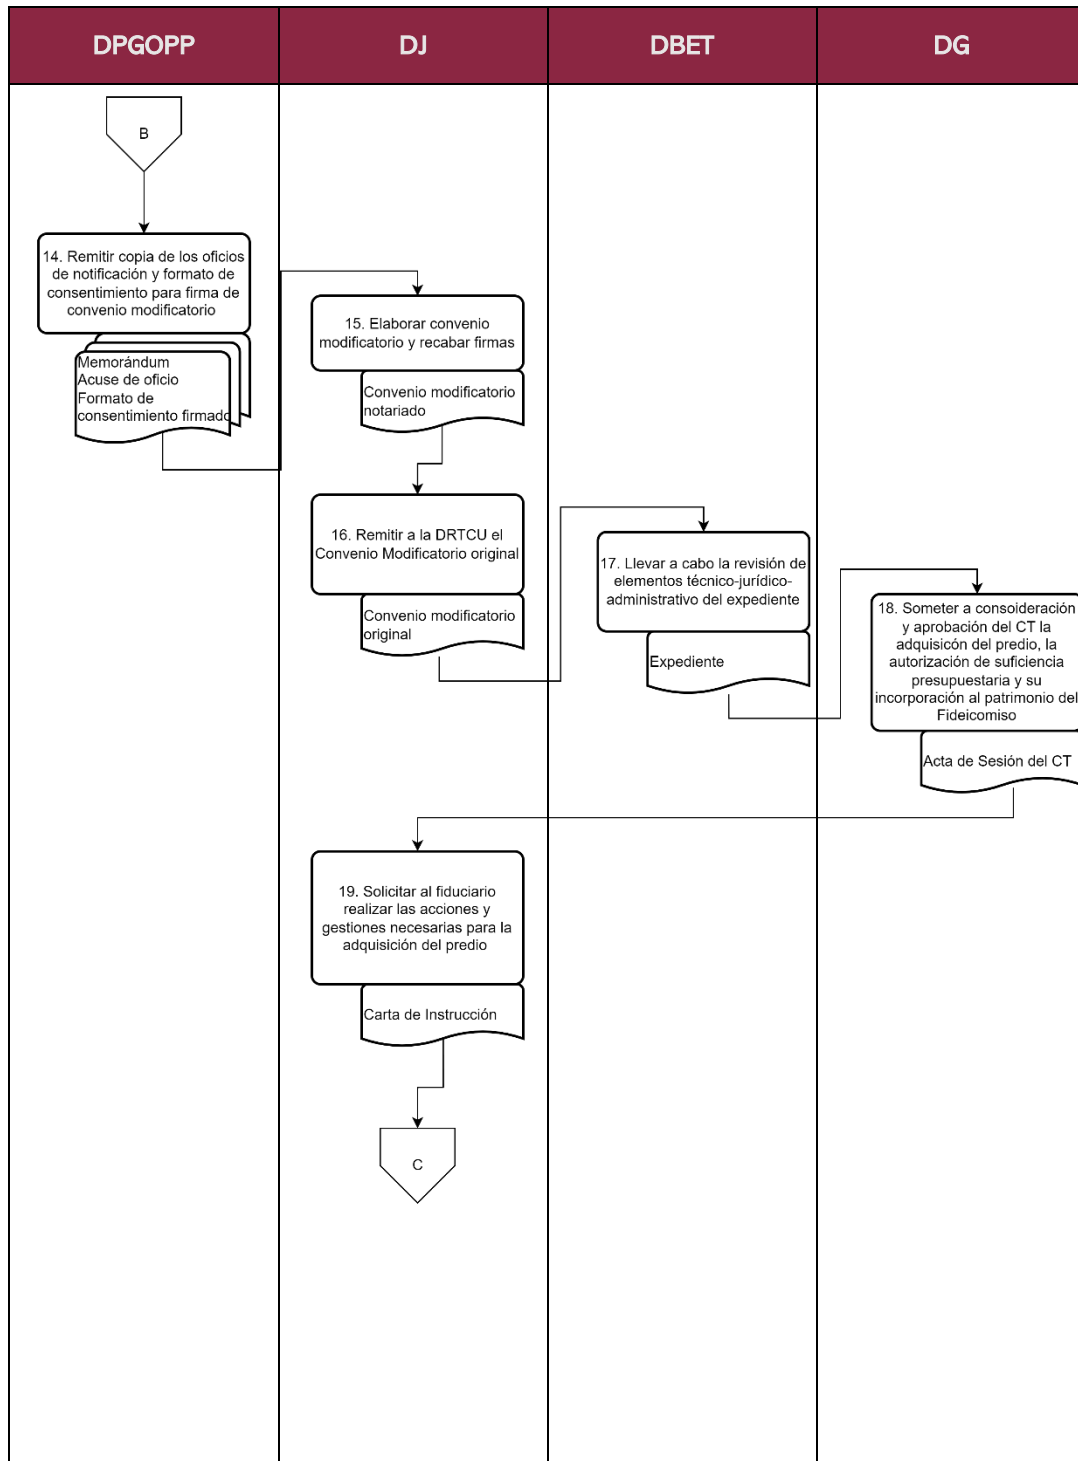 DPGOPP
DJ
DBET
DG
B
14. Remitir copia de los oficios
de notificación y formato de
consentimiento para firma de
convenio modificatorio
Memorándum
Acuse de oficio
Formato de
consentimiento firmado
15. Elaborar convenio
modificatorio y recabar firmas
Convenio modificatorio
notariado
16. Remitir a la DRTCU el
Convenio Modificatorio original
Convenio modificatorio
original
17. Llevar a cabo la revisión de
elementos técnico-jurídico-
administrativo del expediente
Expediente
18. Someter a consoideración
y aprobación del CT la
adquisicón del predio, la
autorización de suficiencia
presupuestaria y su
incorporación al patrimonio del
Fideicomiso
Acta de Sesión del CT
19. Solicitar al fiduciario
realizar las acciones y
gestiones necesarias para la
adquisición del predio
Carta de Instrucción
C